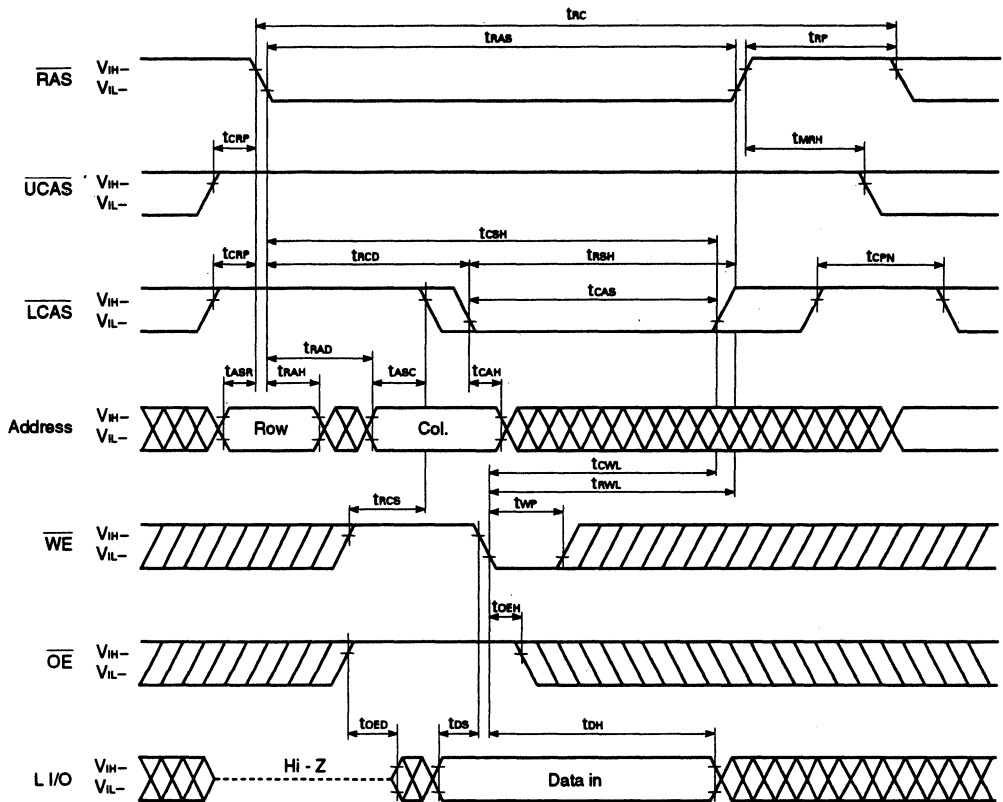 tRC
tRAS
tRP
RAS
VIH–
VIL–
tCRP
tMRH
UCAS
VIH–
VIL–
tCSH
tCRP
tRCD
tRSH
tCPN
tCAS
LCAS
VIH–
VIL–
tRAD
tASR
tRAH
tASC
tCAH
Address
VIH–
VIL–
Row
Col.
tCWL
tRWL
tRCS
tWP
WE
VIH–
VIL–
tOEH
OE
VIH–
VIL–
tOED
tDS
tDH
L I/O
VIH–
VIL–
Hi - Z
Data in